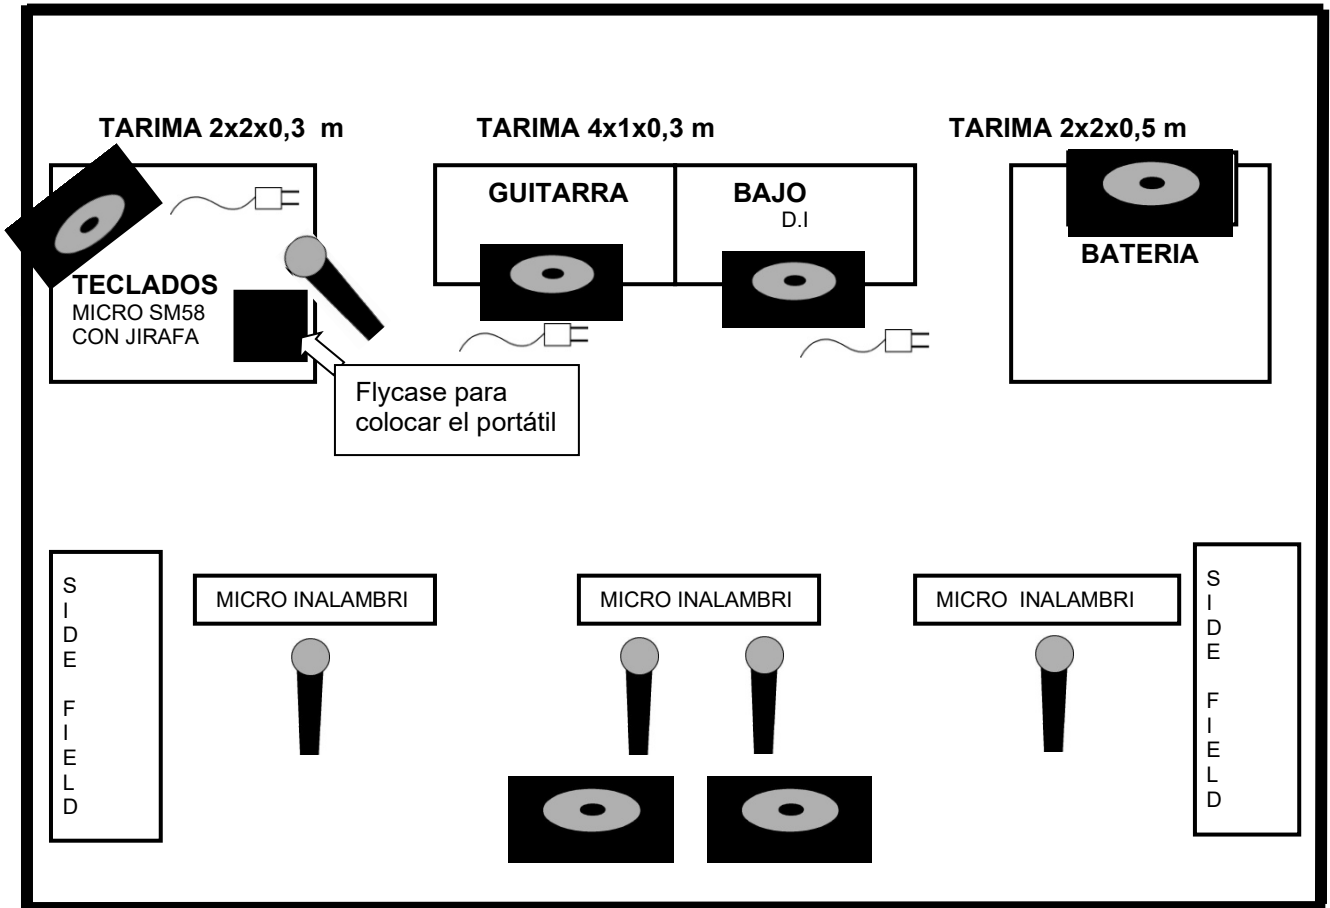 TARIMA 2x2x0,3 m
TARIMA 4x1x0,3 m
TARIMA 2x2x0,5 m
GUITARRA
BAJO
D.I
BATERIA
TECLADOS
MICRO SM58
CON JIRAFA
Flycase para
colocar el portátil
S
I
D
E
F
I
E
L
D
MICRO INALAMBRI
MICRO INALAMBRI
MICRO INALAMBRI
S
I
D
E
F
I
E
L
D